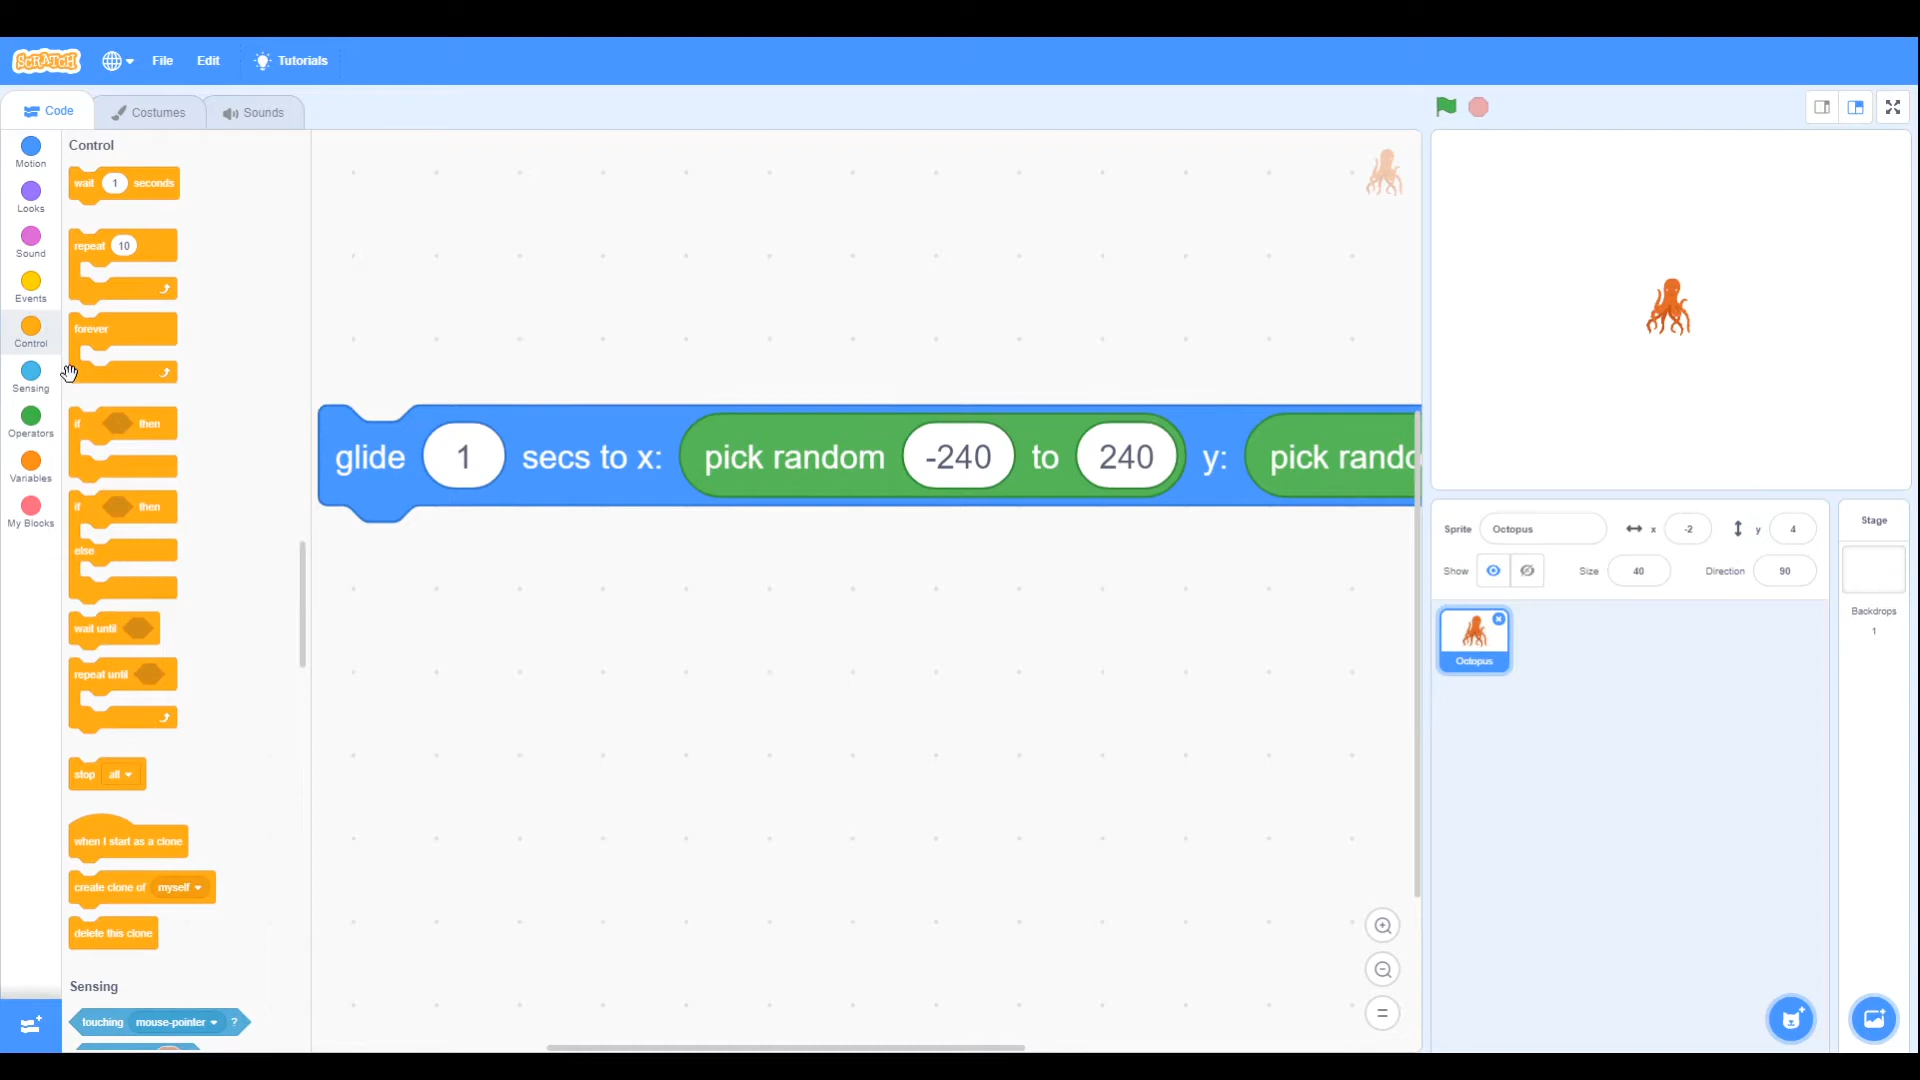 SCRATCH
File
Edit
Tutorials
Code
Costumes
Sounds
Motion
Looks
Sound
Events
Control
Sensing
Operators
Variables
My Blocks
Control
wait 1 seconds
repeat 10
forever
if then
if then
else
wait until
repeat until
stop all
when I start as a clone
create clone of myself
delete this clone
Sensing
touching mouse-pointer ?
glide 1 secs to x: pick random -240 to 240 y: pick rando
Sprite Octopus x -2 y 4
Show Size 40 Direction 90
Octopus
Stage
Backdrops
1